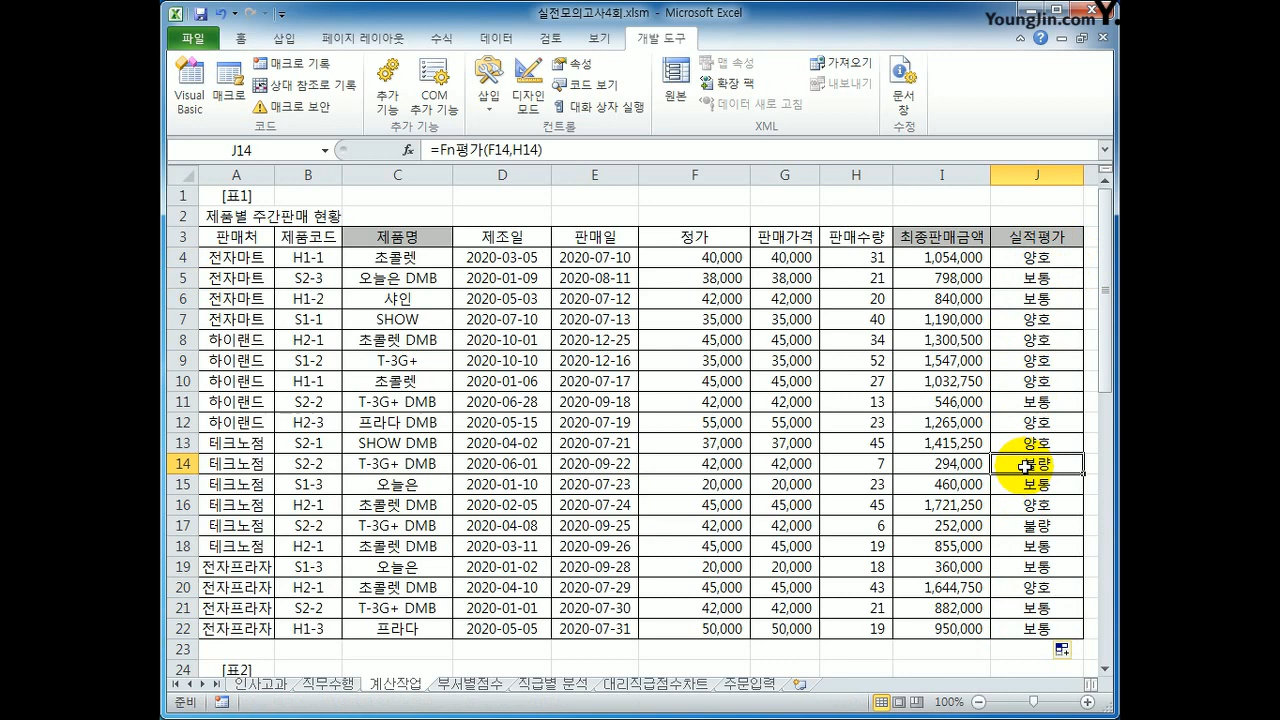 실전모의고사4회.xlsm - Microsoft Excel
YoungJin.com Y.
파일 홈 삽입 페이지 레이아웃 수식 데이터 검토 보기 개발 도구
Visual Basic 매크로 매크로 기록 상대 참조로 기록 매크로 보안 코드
추가 기능 COM 추가 기능 추가 기능
삽입 디자인 모드 속성 코드 보기 대화 상자 실행 컨트롤
원본 맵 속성 확장 팩 데이터 새로 고침 가져오기 내보내기 XML
문서 창 수정
J14 fx =Fn평가(F14,H14)
A B C D E F G H I J
1 [표1]
2 제품별 주간판매 현황
3 판매처 제품코드 제품명 제조일 판매일 정가 판매가격 판매수량 최종판매금액 실적평가
4 전자마트 H1-1 초콜렛 2020-03-05 2020-07-10 40,000 40,000 31 1,054,000 양호
5 전자마트 S2-3 오늘은 DMB 2020-01-09 2020-08-11 38,000 38,000 21 798,000 보통
6 전자마트 H1-2 샤인 2020-05-03 2020-07-12 42,000 42,000 20 840,000 보통
7 전자마트 S1-1 SHOW 2020-07-10 2020-07-13 35,000 35,000 40 1,190,000 양호
8 하이랜드 H2-1 초콜렛 DMB 2020-10-01 2020-12-25 45,000 45,000 34 1,300,500 양호
9 하이랜드 S1-2 T-3G+ 2020-10-10 2020-12-16 35,000 35,000 52 1,547,000 양호
10 하이랜드 H1-1 초콜렛 2020-01-06 2020-07-17 45,000 45,000 27 1,032,750 양호
11 하이랜드 S2-2 T-3G+ DMB 2020-06-28 2020-09-18 42,000 42,000 13 546,000 보통
12 하이랜드 H2-3 프라다 DMB 2020-05-15 2020-07-19 55,000 55,000 23 1,265,000 양호
13 테크노점 S2-1 SHOW DMB 2020-04-02 2020-07-21 37,000 37,000 45 1,415,250 양호
14 테크노점 S2-2 T-3G+ DMB 2020-06-01 2020-09-22 42,000 42,000 7 294,000 불량
15 테크노점 S1-3 오늘은 2020-01-10 2020-07-23 20,000 20,000 23 460,000 보통
16 테크노점 H2-1 초콜렛 DMB 2020-02-05 2020-07-24 45,000 45,000 45 1,721,250 양호
17 테크노점 S2-2 T-3G+ DMB 2020-04-08 2020-09-25 42,000 42,000 6 252,000 불량
18 테크노점 H2-1 초콜렛 DMB 2020-03-11 2020-09-26 45,000 45,000 19 855,000 보통
19 전자프라자 S1-3 오늘은 2020-01-02 2020-09-28 20,000 20,000 18 360,000 보통
20 전자프라자 H2-1 초콜렛 DMB 2020-04-10 2020-07-29 45,000 45,000 43 1,644,750 양호
21 전자프라자 S2-2 T-3G+ DMB 2020-01-01 2020-07-30 42,000 42,000 21 882,000 보통
22 전자프라자 H1-3 프라다 2020-05-05 2020-07-31 50,000 50,000 19 950,000 보통
23
24 [표2]
인사고과 직무수행 계산작업 부서별점수 직급별 분석 대리직급점수차트 주문입력
준비 100%